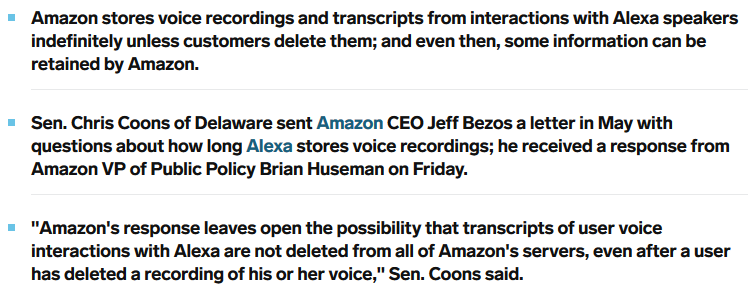 Amazon stores voice recordings and transcripts from interactions with Alexa speakers
indefinitely unless customers delete them; and even then, some information can be
retained by Amazon.
Sen. Chris Coons of Delaware sent Amazon CEO Jeff Bezos a letter in May with
questions about how long Alexa stores voice recordings; he received a response from
Amazon VP of Public Policy Brian Huseman on Friday.
"Amazon's response leaves open the possibility that transcripts of user voice
interactions with Alexa are not deleted from all of Amazon's servers, even after a user
has deleted a recording of his or her voice," Sen. Coons said.